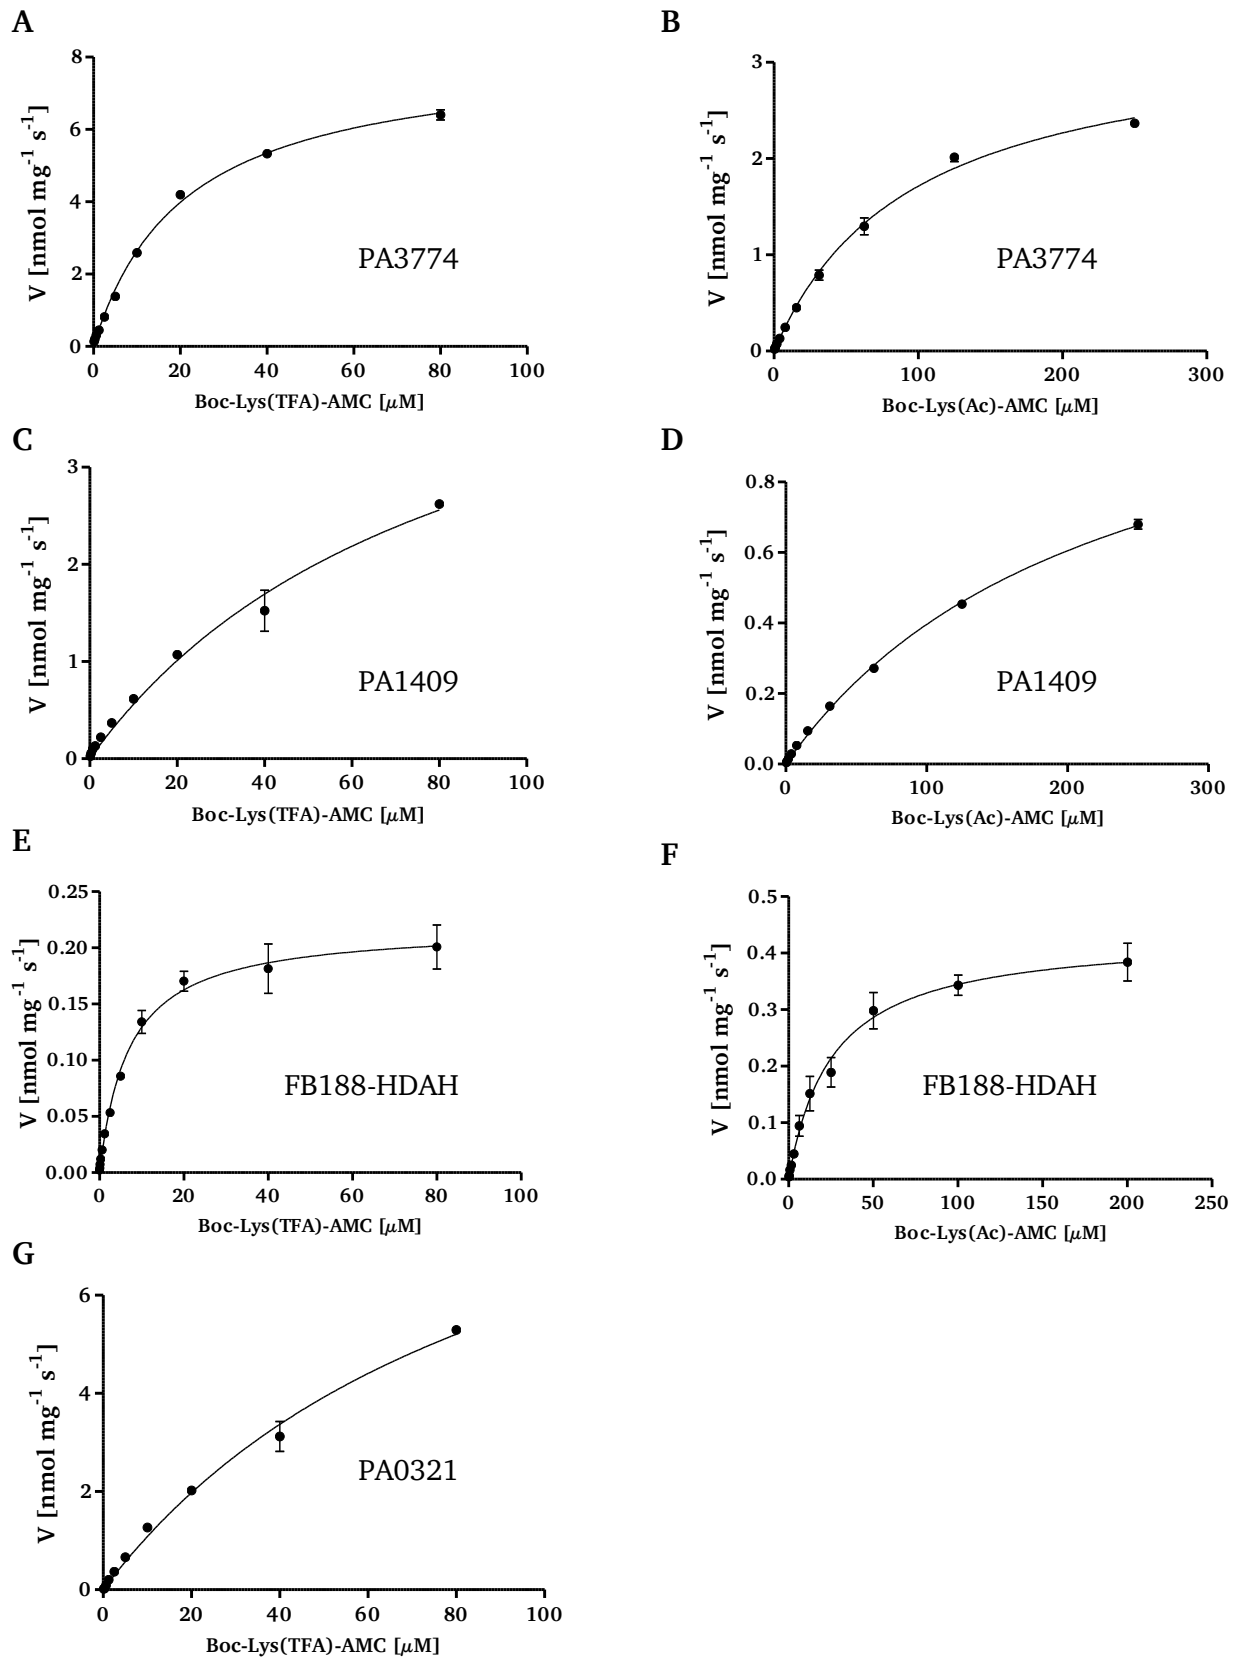 A
V [nmol mg⁻¹ s⁻¹]
8
6
4
2
0
0 20 40 60 80 100
Boc-Lys(TFA)-AMC [μM]
PA3774
B
V [nmol mg⁻¹ s⁻¹]
3
2
1
0
0 100 200 300
Boc-Lys(Ac)-AMC [μM]
PA3774
C
V [nmol mg⁻¹ s⁻¹]
3
2
1
0
0 20 40 60 80 100
Boc-Lys(TFA)-AMC [μM]
PA1409
D
V [nmol mg⁻¹ s⁻¹]
0.8
0.6
0.4
0.2
0.0
0 100 200 300
Boc-Lys(Ac)-AMC [μM]
PA1409
E
V [nmol mg⁻¹ s⁻¹]
0.25
0.20
0.15
0.10
0.05
0.00
0 20 40 60 80 100
Boc-Lys(TFA)-AMC [μM]
FB188-HDAH
F
V [nmol mg⁻¹ s⁻¹]
0.5
0.4
0.3
0.2
0.1
0.0
0 50 100 150 200 250
Boc-Lys(Ac)-AMC [μM]
FB188-HDAH
G
V [nmol mg⁻¹ s⁻¹]
6
4
2
0
0 20 40 60 80 100
Boc-Lys(TFA)-AMC [μM]
PA0321